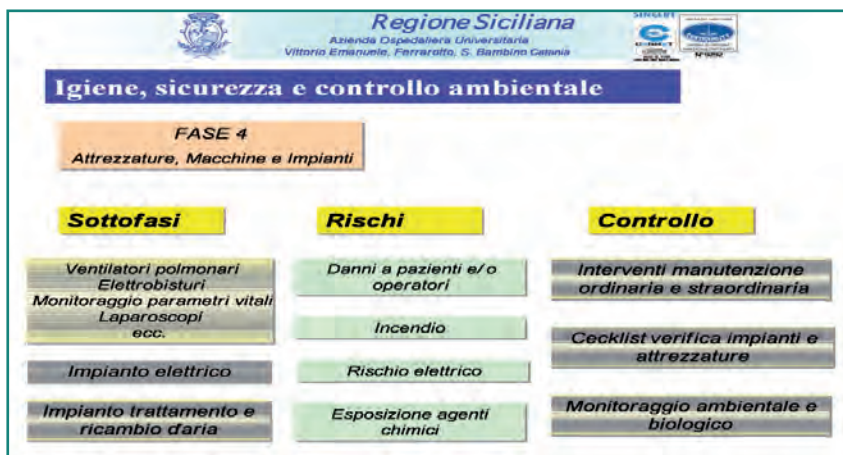 Regione Siciliana
Azienda Ospedaliera Universitaria
Vittorio Emanuele, Ferrarotto, S. Bambino Catania
Igiene, sicurezza e controllo ambientale
FASE 4
Attrezzature, Macchine e Impianti
Sottofasi
Ventilatori polmonari
Elettrobisturi
Monitoraggio parametri vitali
Laparoscopi
ecc.
Impianto elettrico
Impianto trattamento e
ricambio d'aria
Rischi
Danni a pazienti e/o
operatori
Incendio
Rischio elettrico
Esposizione agenti
chimici
Controllo
Interventi manutenzione
ordinaria e straordinaria
Cecklist verifica impianti e
attrezzature
Monitoraggio ambientale e
biologico